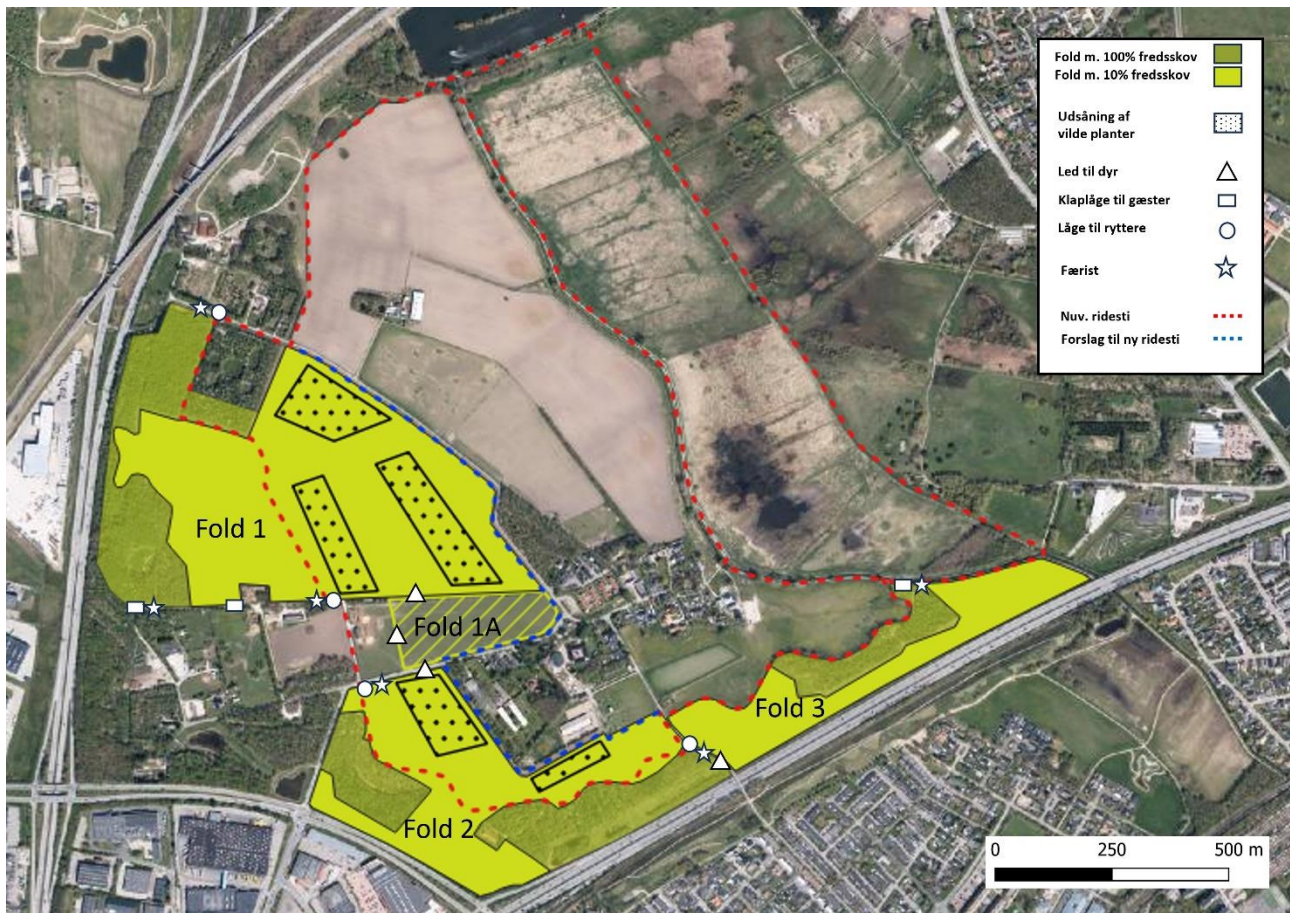 Fold m. 100% fredsskov
Fold m. 10% fredsskov
Udsåning af
vilde planter
Led til dyr
Klaplåge til gæster
Låge til ryttere
Færist
Nuv. ridesti
Forslag til ny ridesti
Fold 1
Fold 1A
Fold 3
Fold 2
0 250 500 m